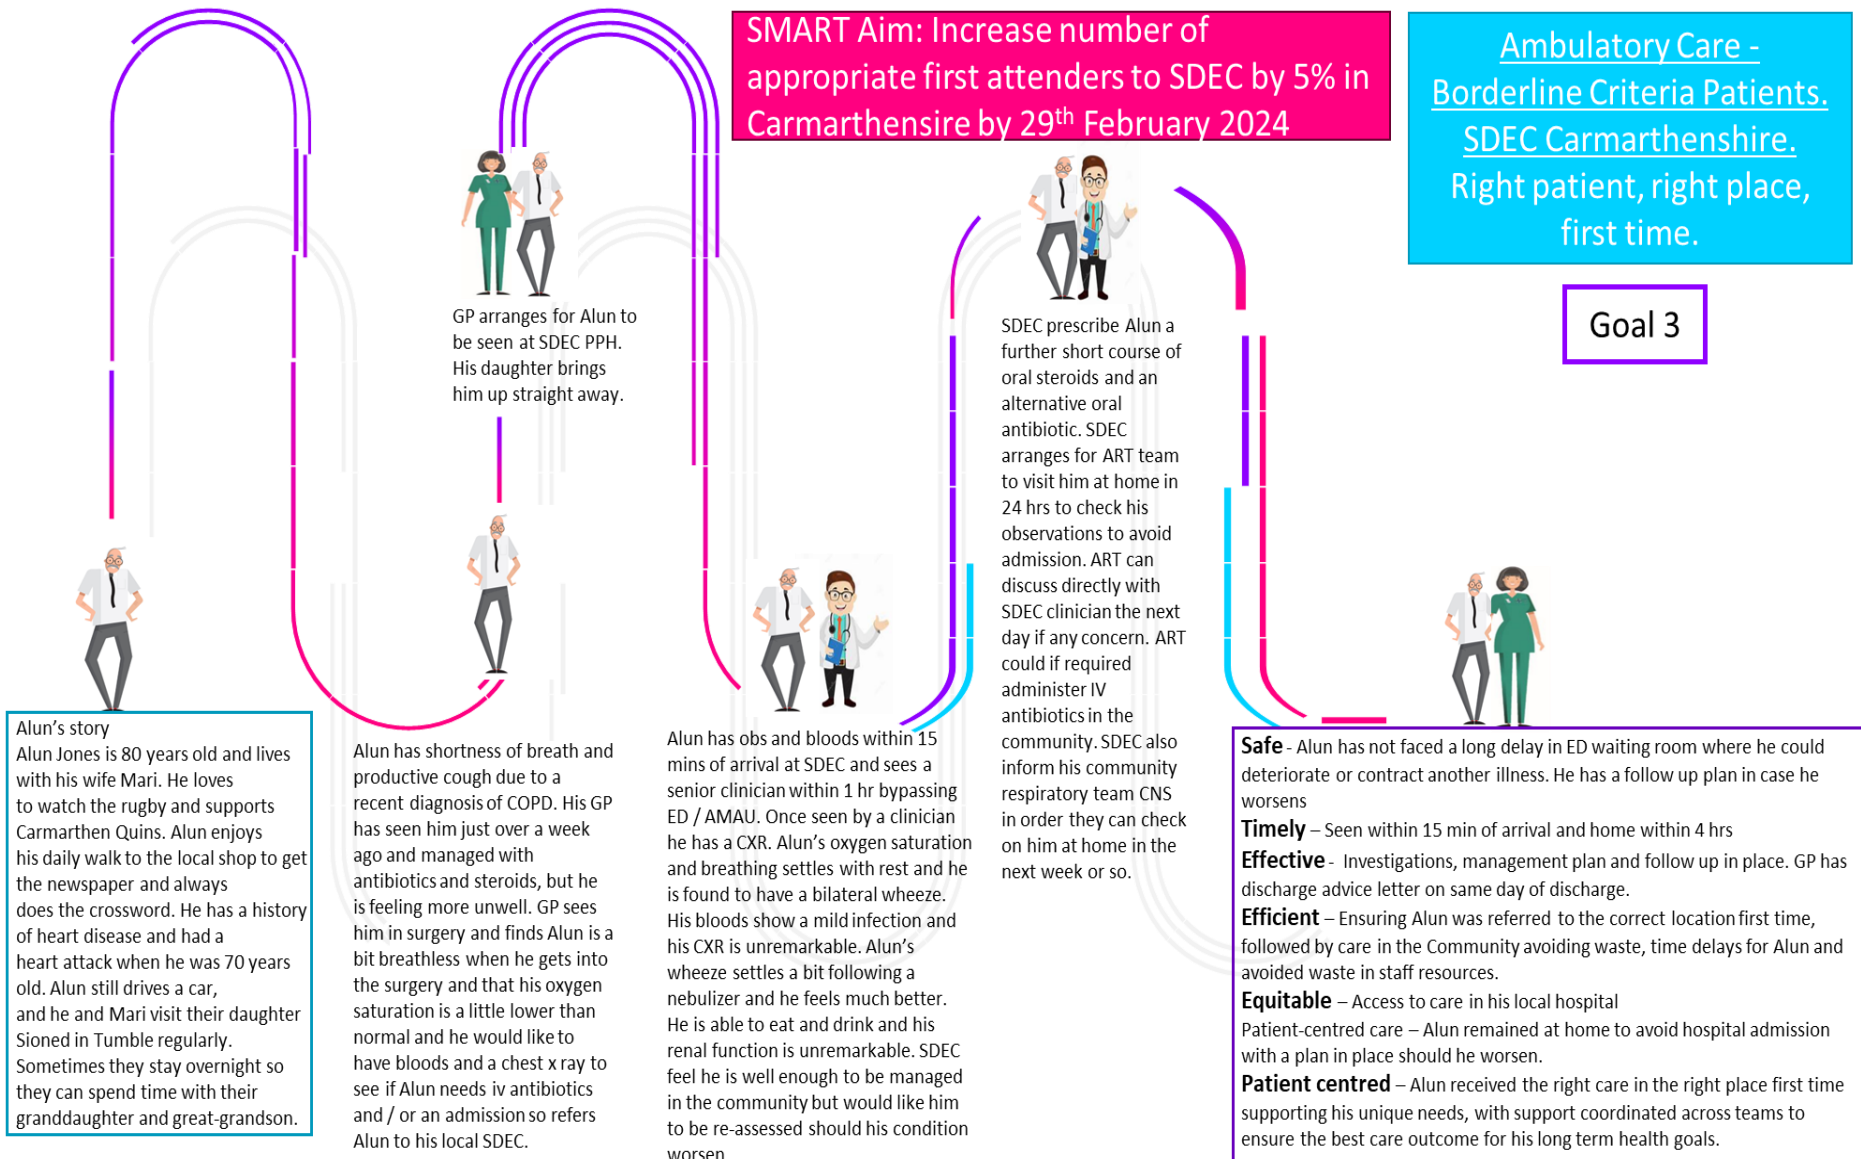 SMART Aim: Increase number of
appropriate first attenders to SDEC by 5% in
Carmarthensire by 29th February 2024
Ambulatory Care -
Borderline Criteria Patients.
SDEC Carmarthenshire.
Right patient, right place,
first time.
Goal 3
GP arranges for Alun to
be seen at SDEC PPH.
His daughter brings
him up straight away.
Alun's story
Alun Jones is 80 years old and lives
with his wife Mari. He loves
to watch the rugby and supports
Carmarthen Quins. Alun enjoys
his daily walk to the local shop to get
the newspaper and always
does the crossword. He has a history
of heart disease and had a
heart attack when he was 70 years
old. Alun still drives a car,
and he and Mari visit their daughter
Sioned in Tumble regularly.
Sometimes they stay overnight so
they can spend time with their
granddaughter and great-grandson.
Alun has shortness of breath and
productive cough due to a
recent diagnosis of COPD. His GP
has seen him just over a week
ago and managed with
antibiotics and steroids, but he
is feeling more unwell. GP sees
him in surgery and finds Alun is a
bit breathless when he gets into
the surgery and that his oxygen
saturation is a little lower than
normal and he would like to
have bloods and a chest x ray to
see if Alun needs iv antibiotics
and / or an admission so refers
Alun to his local SDEC.
Alun has obs and bloods within 15
mins of arrival at SDEC and sees a
senior clinician within 1 hr bypassing
ED / AMAU. Once seen by a clinician
he has a CXR. Alun's oxygen saturation
and breathing settles with rest and he
is found to have a bilateral wheeze.
His bloods show a mild infection and
his CXR is unremarkable. Alun's
wheeze settles a bit following a
nebulizer and he feels much better.
He is able to eat and drink and his
renal function is unremarkable. SDEC
feel he is well enough to be managed
in the community but would like him
to be re-assessed should his condition
worsen
SDEC prescribe Alun a
further short course of
oral steroids and an
alternative oral
antibiotic. SDEC
arranges for ART team
to visit him at home in
24 hrs to check his
observations to avoid
admission. ART can
discuss directly with
SDEC clinician the next
day if any concern. ART
could if required
administer IV
antibiotics in the
community. SDEC also
inform his community
respiratory team CNS
in order they can check
on him at home in the
next week or so.
Safe - Alun has not faced a long delay in ED waiting room where he could
deteriorate or contract another illness. He has a follow up plan in case he
worsens
Timely – Seen within 15 min of arrival and home within 4 hrs
Effective - Investigations, management plan and follow up in place. GP has
discharge advice letter on same day of discharge.
Efficient – Ensuring Alun was referred to the correct location first time,
followed by care in the Community avoiding waste, time delays for Alun and
avoided waste in staff resources.
Equitable – Access to care in his local hospital
Patient-centred care – Alun remained at home to avoid hospital admission
with a plan in place should he worsen.
Patient centred – Alun received the right care in the right place first time
supporting his unique needs, with support coordinated across teams to
ensure the best care outcome for his long term health goals.